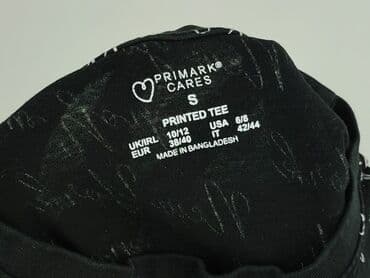 PRIMARK®
CARES
S
PRINTED TEE
UK/IRL 10/12 USA 6/8
EUR 38/40 IT 42/44
MADE IN BANGLADESH